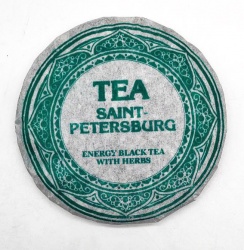 TEA
SAINT-
PETERSBURG
ENERGY BLACK TEA
WITH HERBS